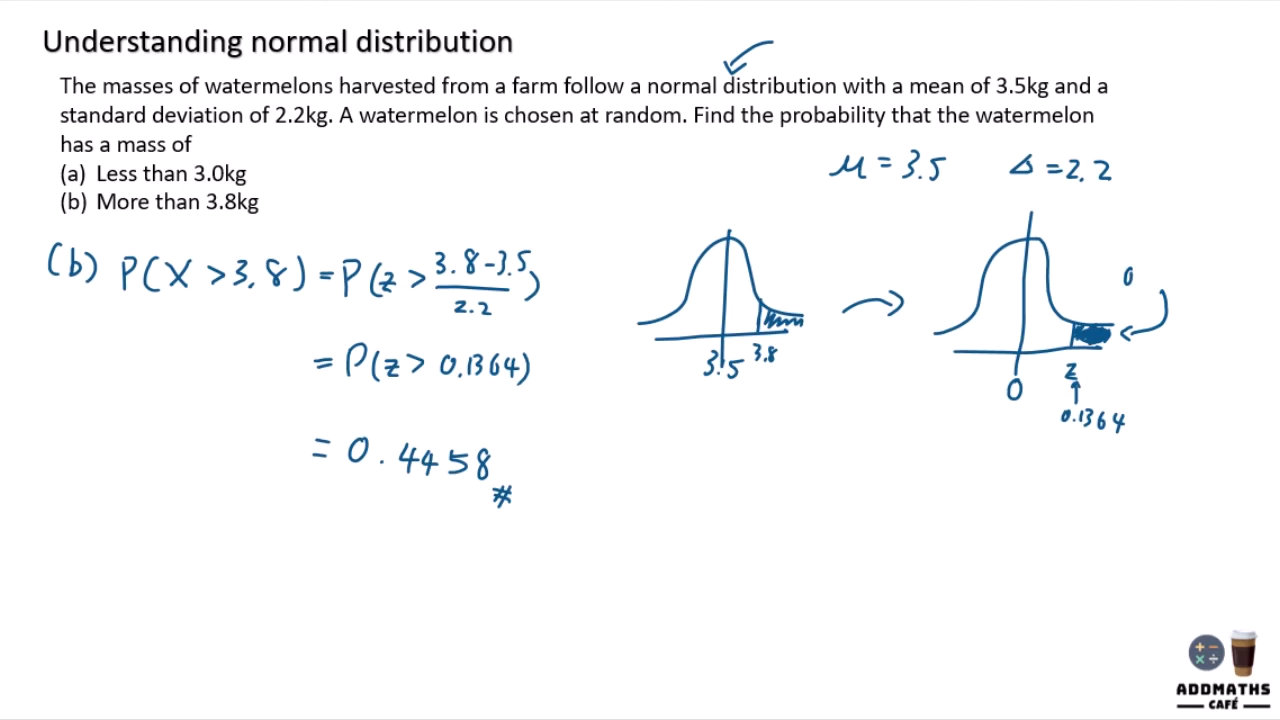 Understanding normal distribution
The masses of watermelons harvested from a farm follow a normal distribution with a mean of 3.5kg and a
standard deviation of 2.2kg. A watermelon is chosen at random. Find the probability that the watermelon
has a mass of
(a) Less than 3.0kg
(b) More than 3.8kg
μ = 3.5 σ = 2.2
(b) P(X > 3.8) = P(z > \frac{3.8-3.5}{2.2})
= P(z > 0.1364)
= 0.4458 #
3.5 3.8
0
0 z
0.1364
ADDMATHS
CAFÉ